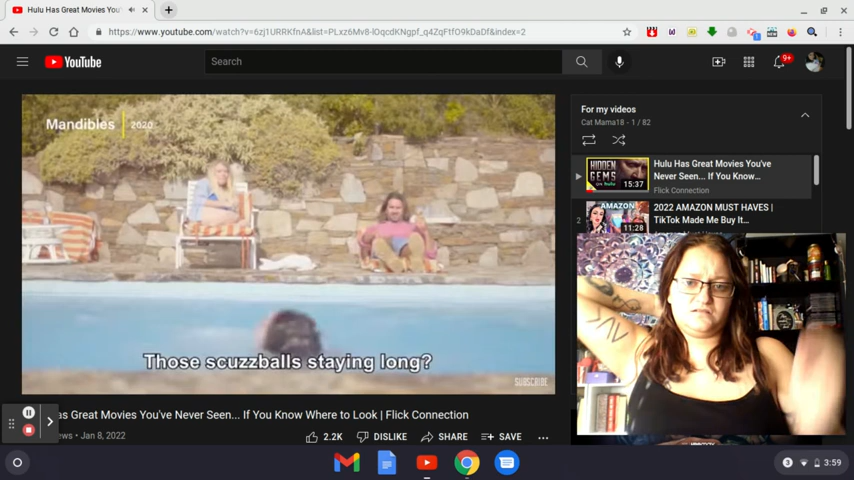 Hulu Has Great Movies You'
https://www.youtube.com/watch?v=6zj1URRKfnA&list=PLxz6Mv8-lOqcdKNgpf_q4ZqFtfO9kDaDf&index=2
YouTube
Search
9+
Mandibles | 2020
Those scuzzballs staying long?
SUBSCRIBE
For my videos
Cat Mama18 - 1 / 82
HIDDEN
GEMS
ON hulu
15:37
Hulu Has Great Movies You've
Never Seen... If You Know...
Flick Connection
2
AMAZON
11:28
2022 AMAZON MUST HAVES |
TikTok Made Me Buy It...
as Great Movies You've Never Seen... If You Know Where to Look | Flick Connection
ews • Jan 8, 2022
2.2K
DISLIKE
SHARE
SAVE
3
3:59